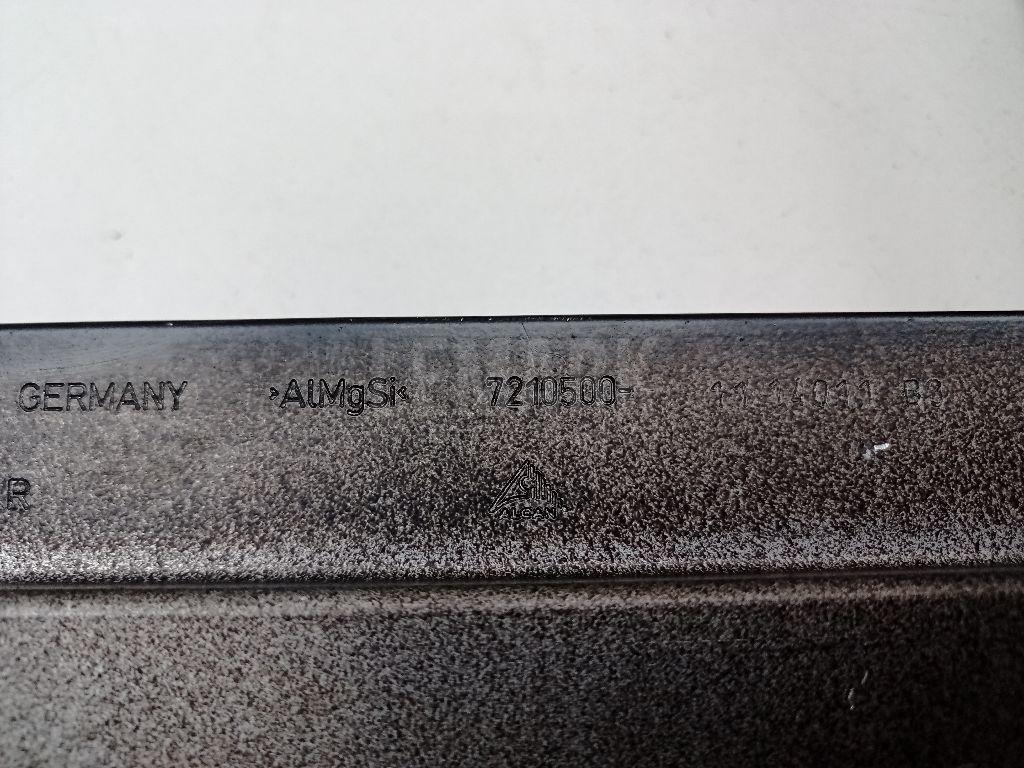 GERMANY >AlMgSi< 7210500-
R ALCAN